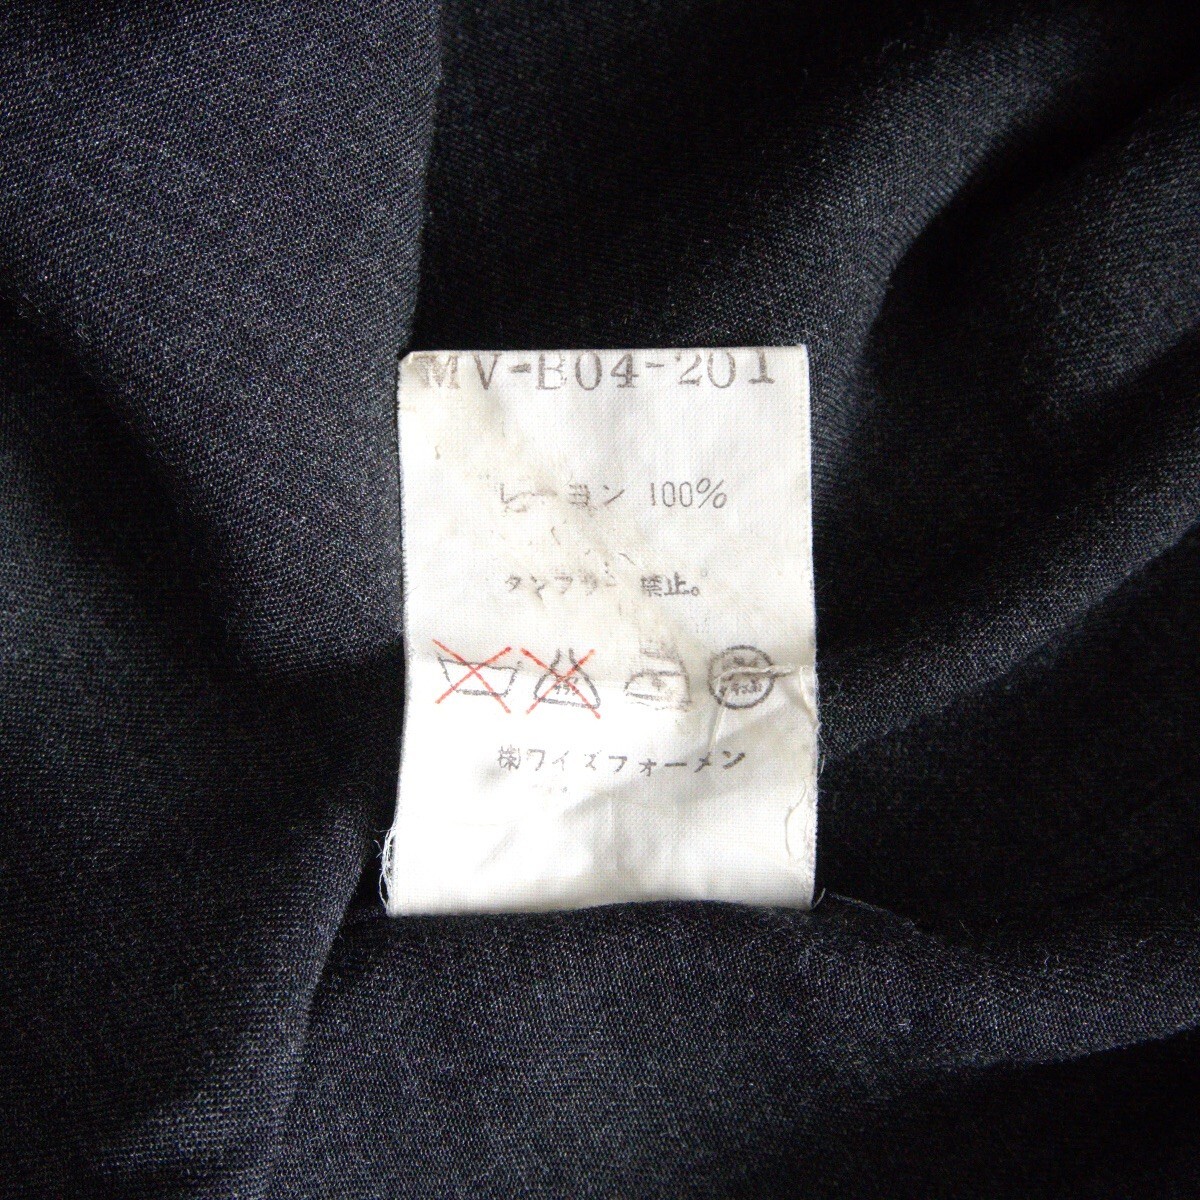 MV-B04-201
レーヨン 100%
タンブラー 禁止。
㈱ワイズフォーメン